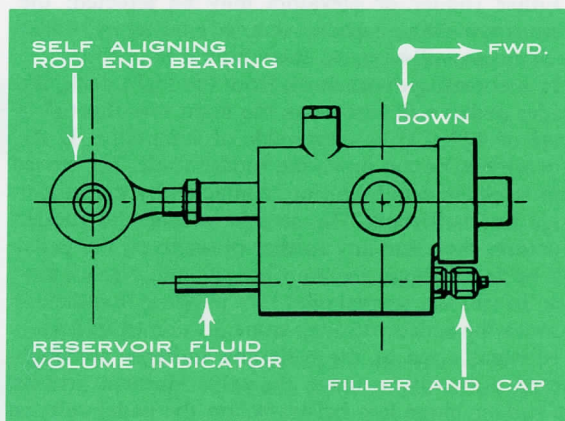 SELF ALIGNING
ROD END BEARING
FWD.
DOWN
RESERVOIR FLUID
VOLUME INDICATOR
FILLER AND CAP